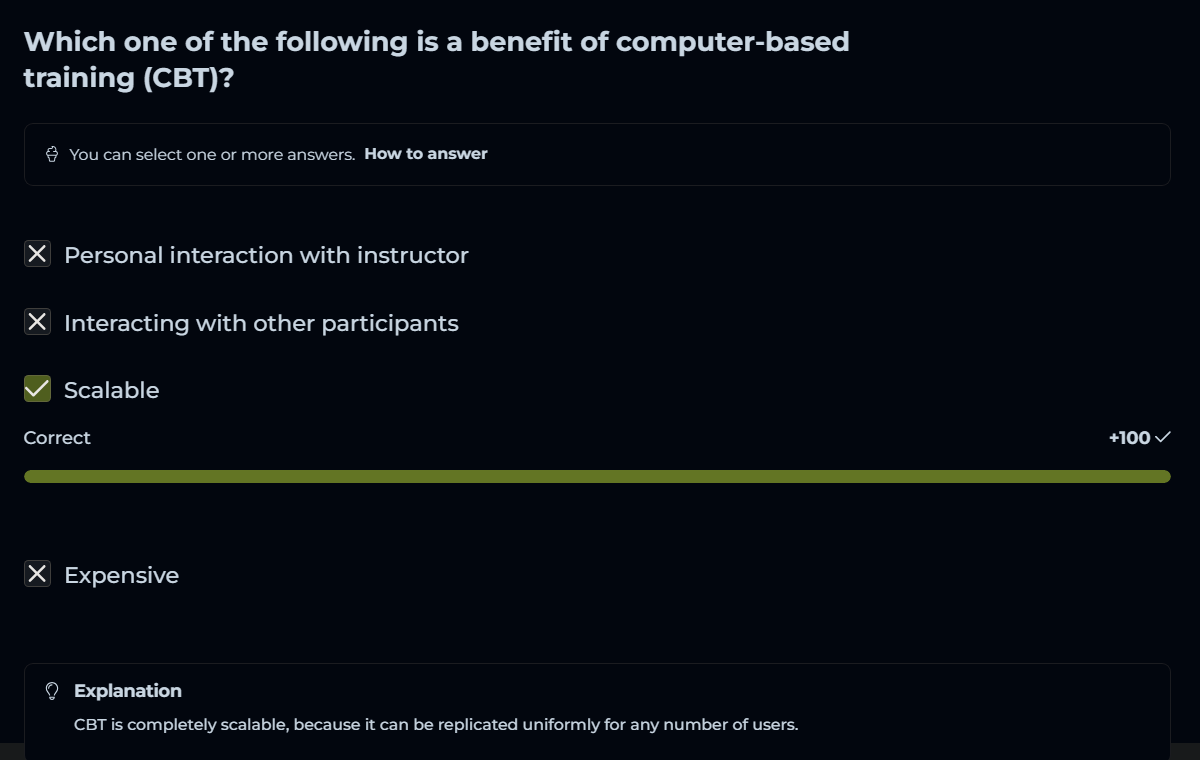 Which one of the following is a benefit of computer-based
training (CBT)?
You can select one or more answers. How to answer
Personal interaction with instructor
Interacting with other participants
Scalable
Correct
+100
Expensive
Explanation
CBT is completely scalable, because it can be replicated uniformly for any number of users.